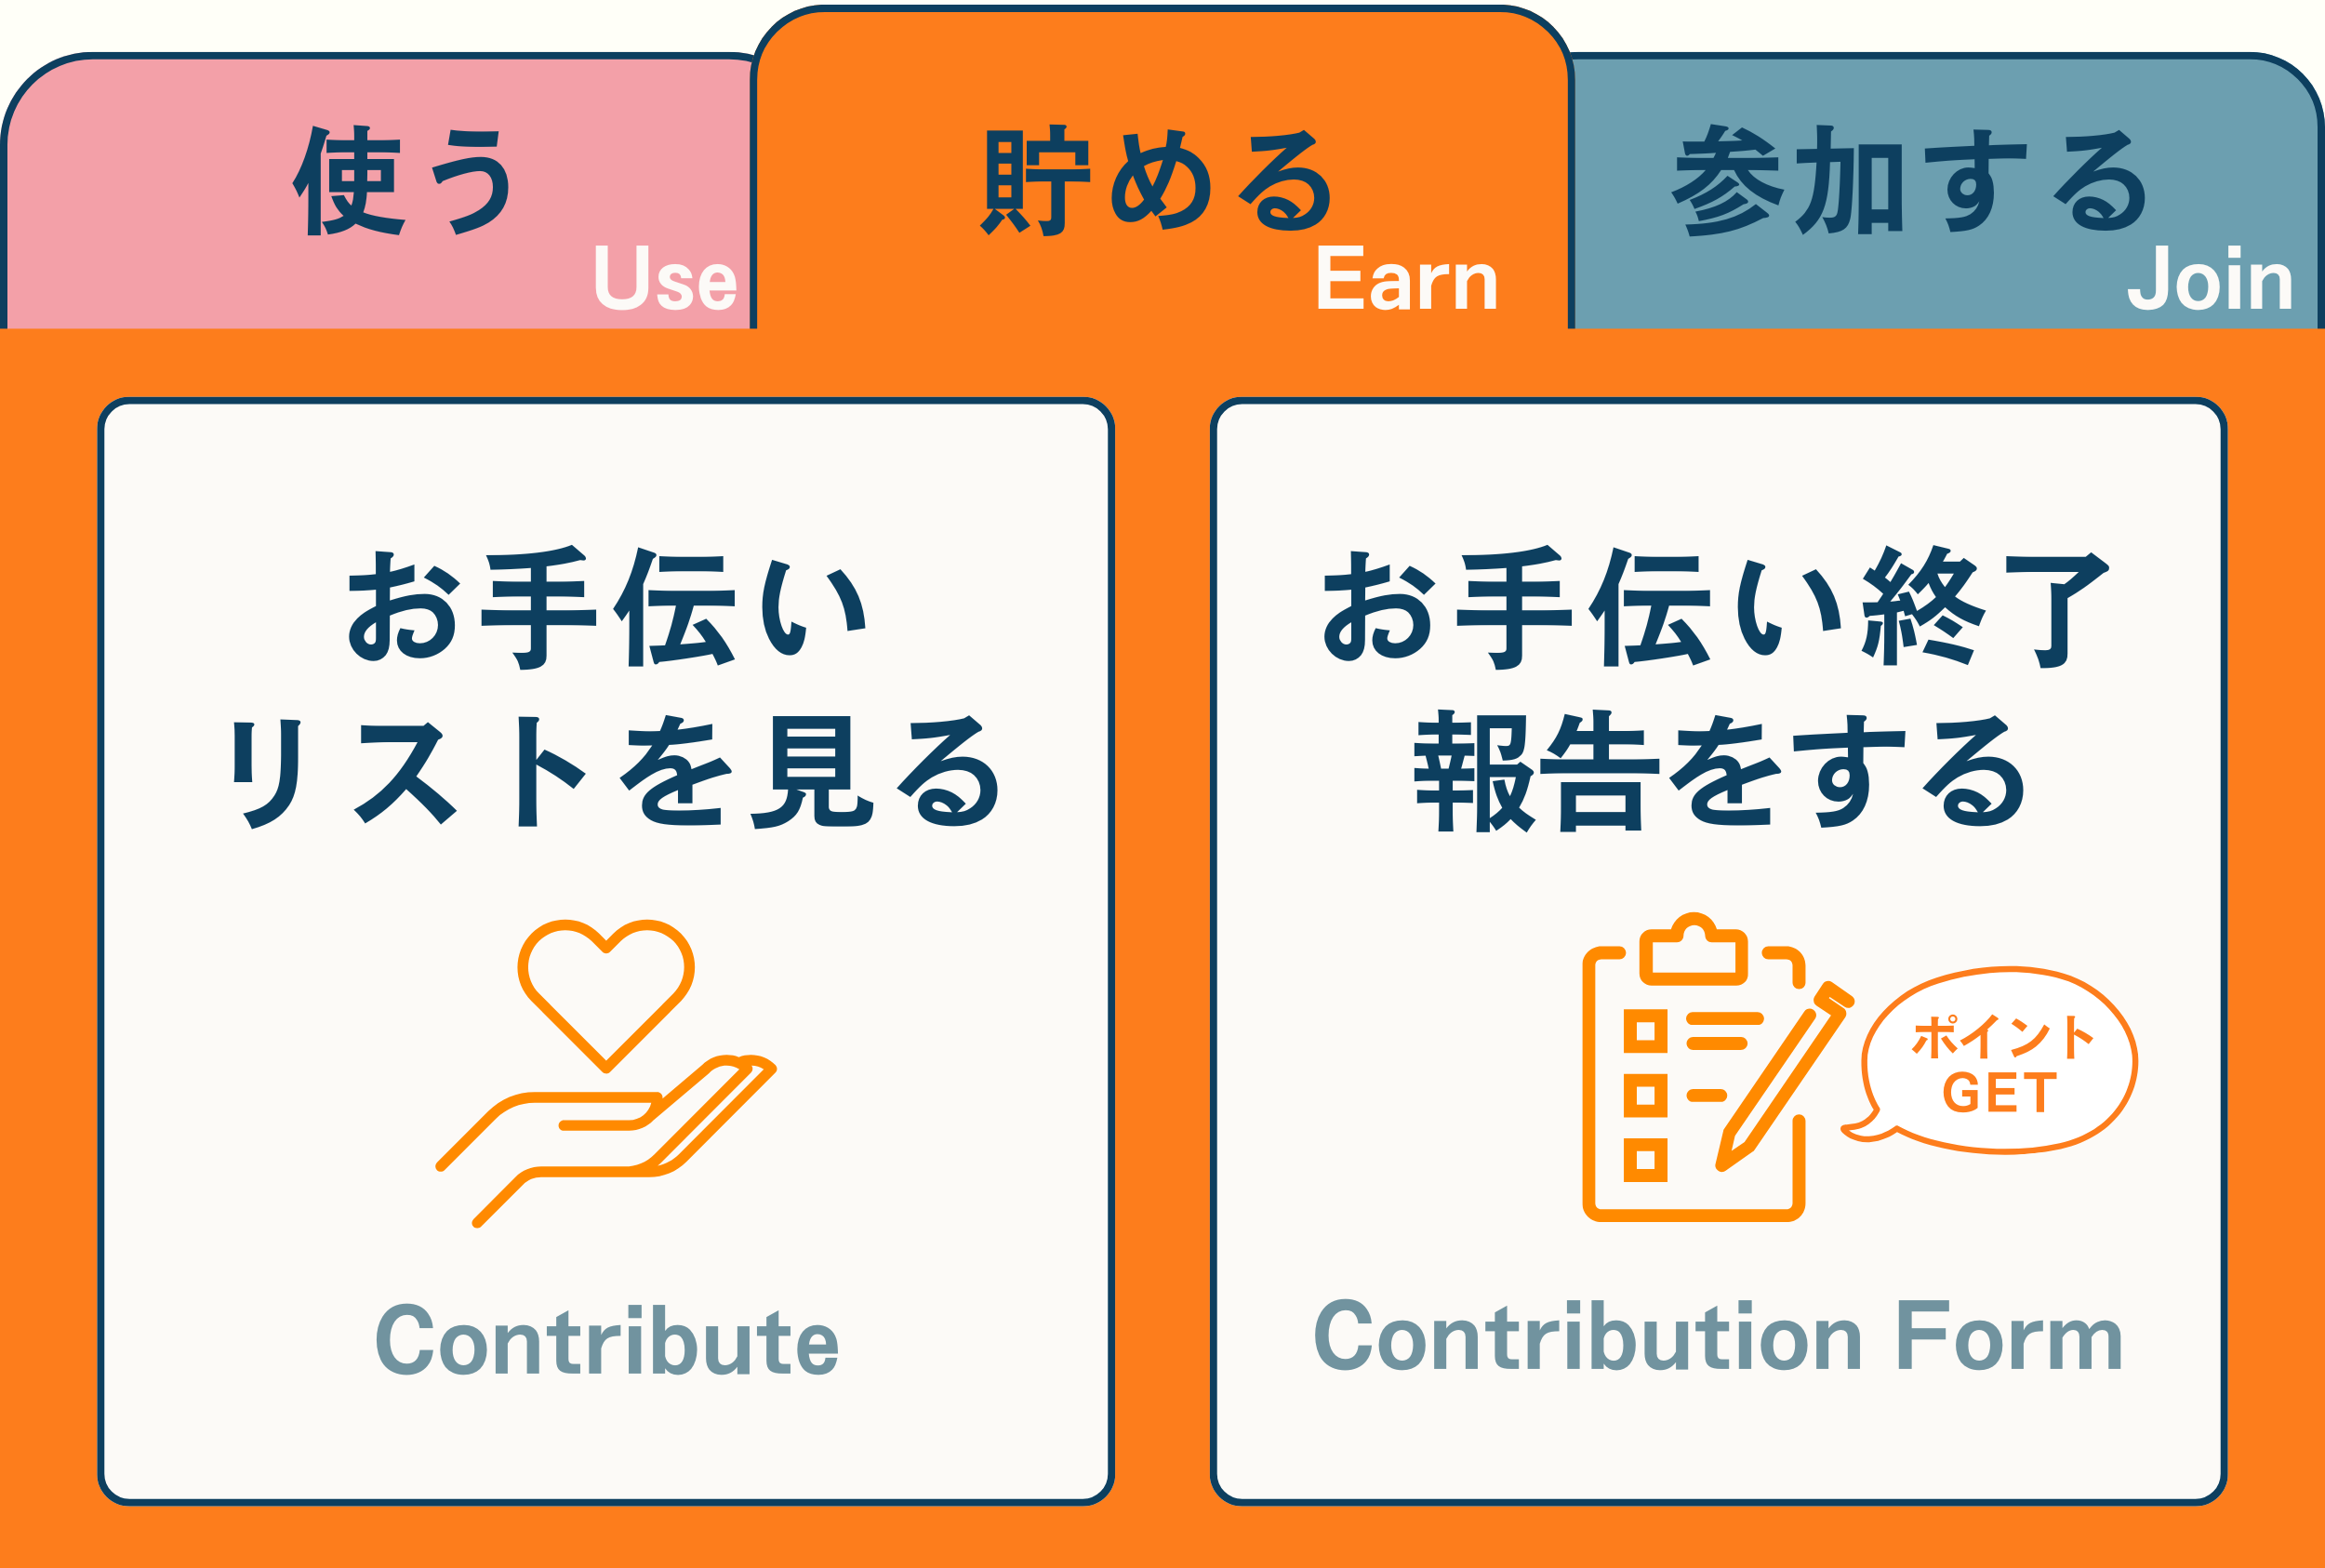 使う
Use
貯める
Earn
参加する
Join
お手伝い
リストを見る
Contribute
お手伝い終了
報告をする
ポイント
GET
Contribution Form